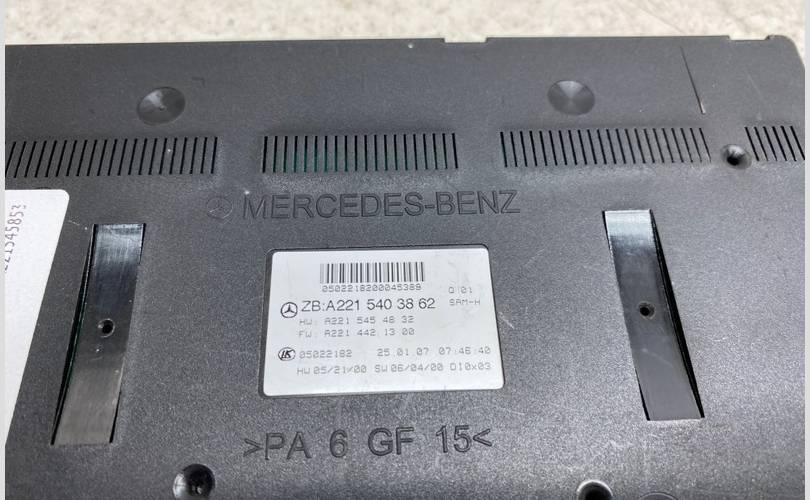 MERCEDES-BENZ
0502218200045389
Q 01
ZB:A221 540 38 62
SAM-H
HW: A221 545 48 32
FW: A221 442 13 00
LK 05022182 25.01.07 07:46:40
HW 05/21/00 SW 06/04/00 D10x03
>PA 6 GF 15<